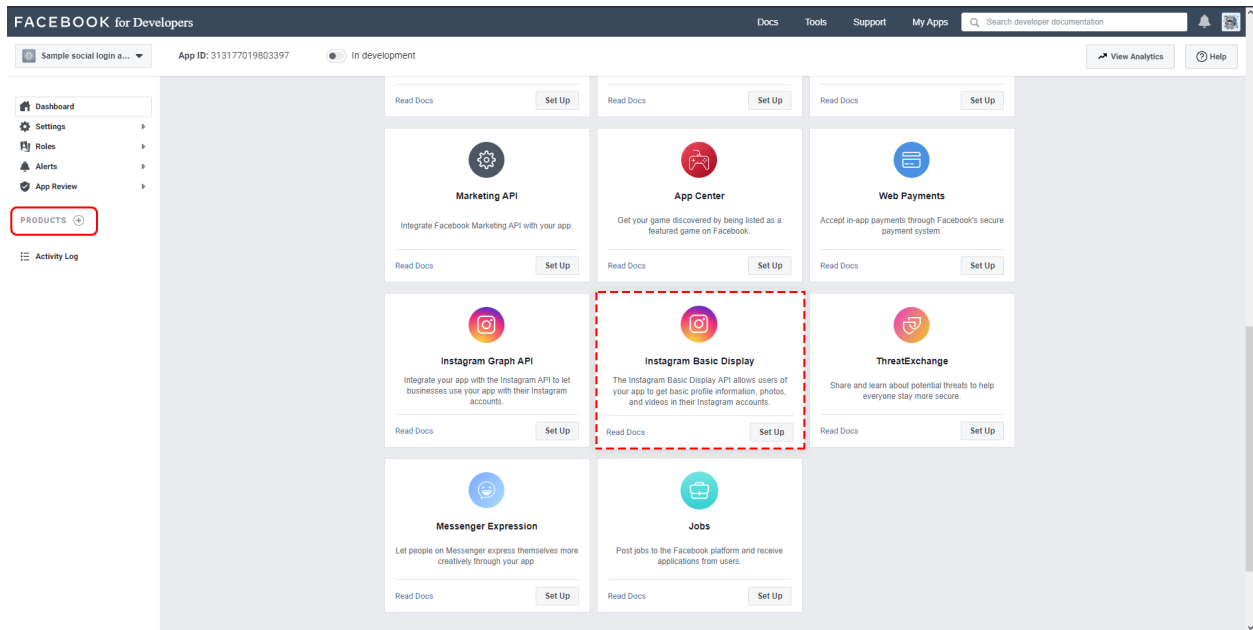 FACEBOOK for Developers
Docs Tools Support My Apps Search developer documentation
Sample social login a... App ID: 313177019803397 In development View Analytics Help
Dashboard
Settings
Roles
Alerts
App Review
PRODUCTS
Activity Log
Read Docs Set Up Read Docs Set Up Read Docs Set Up
Marketing API
Integrate Facebook Marketing API with your app.
Read Docs Set Up
App Center
Get your game discovered by being listed as a
featured game on Facebook.
Read Docs Set Up
Web Payments
Accept in-app payments through Facebook's secure
payment system.
Read Docs Set Up
Instagram Graph API
Integrate your app with the Instagram API to let
businesses use your app with their Instagram
accounts.
Read Docs Set Up
Instagram Basic Display
The Instagram Basic Display API allows users of
your app to get basic profile information, photos,
and videos in their Instagram accounts.
Read Docs Set Up
ThreatExchange
Share and learn about potential threats to help
everyone stay more secure.
Read Docs Set Up
Messenger Expression
Let people on Messenger express themselves more
creatively through your app.
Read Docs Set Up
Jobs
Post jobs to the Facebook platform and receive
applications from users.
Read Docs Set Up